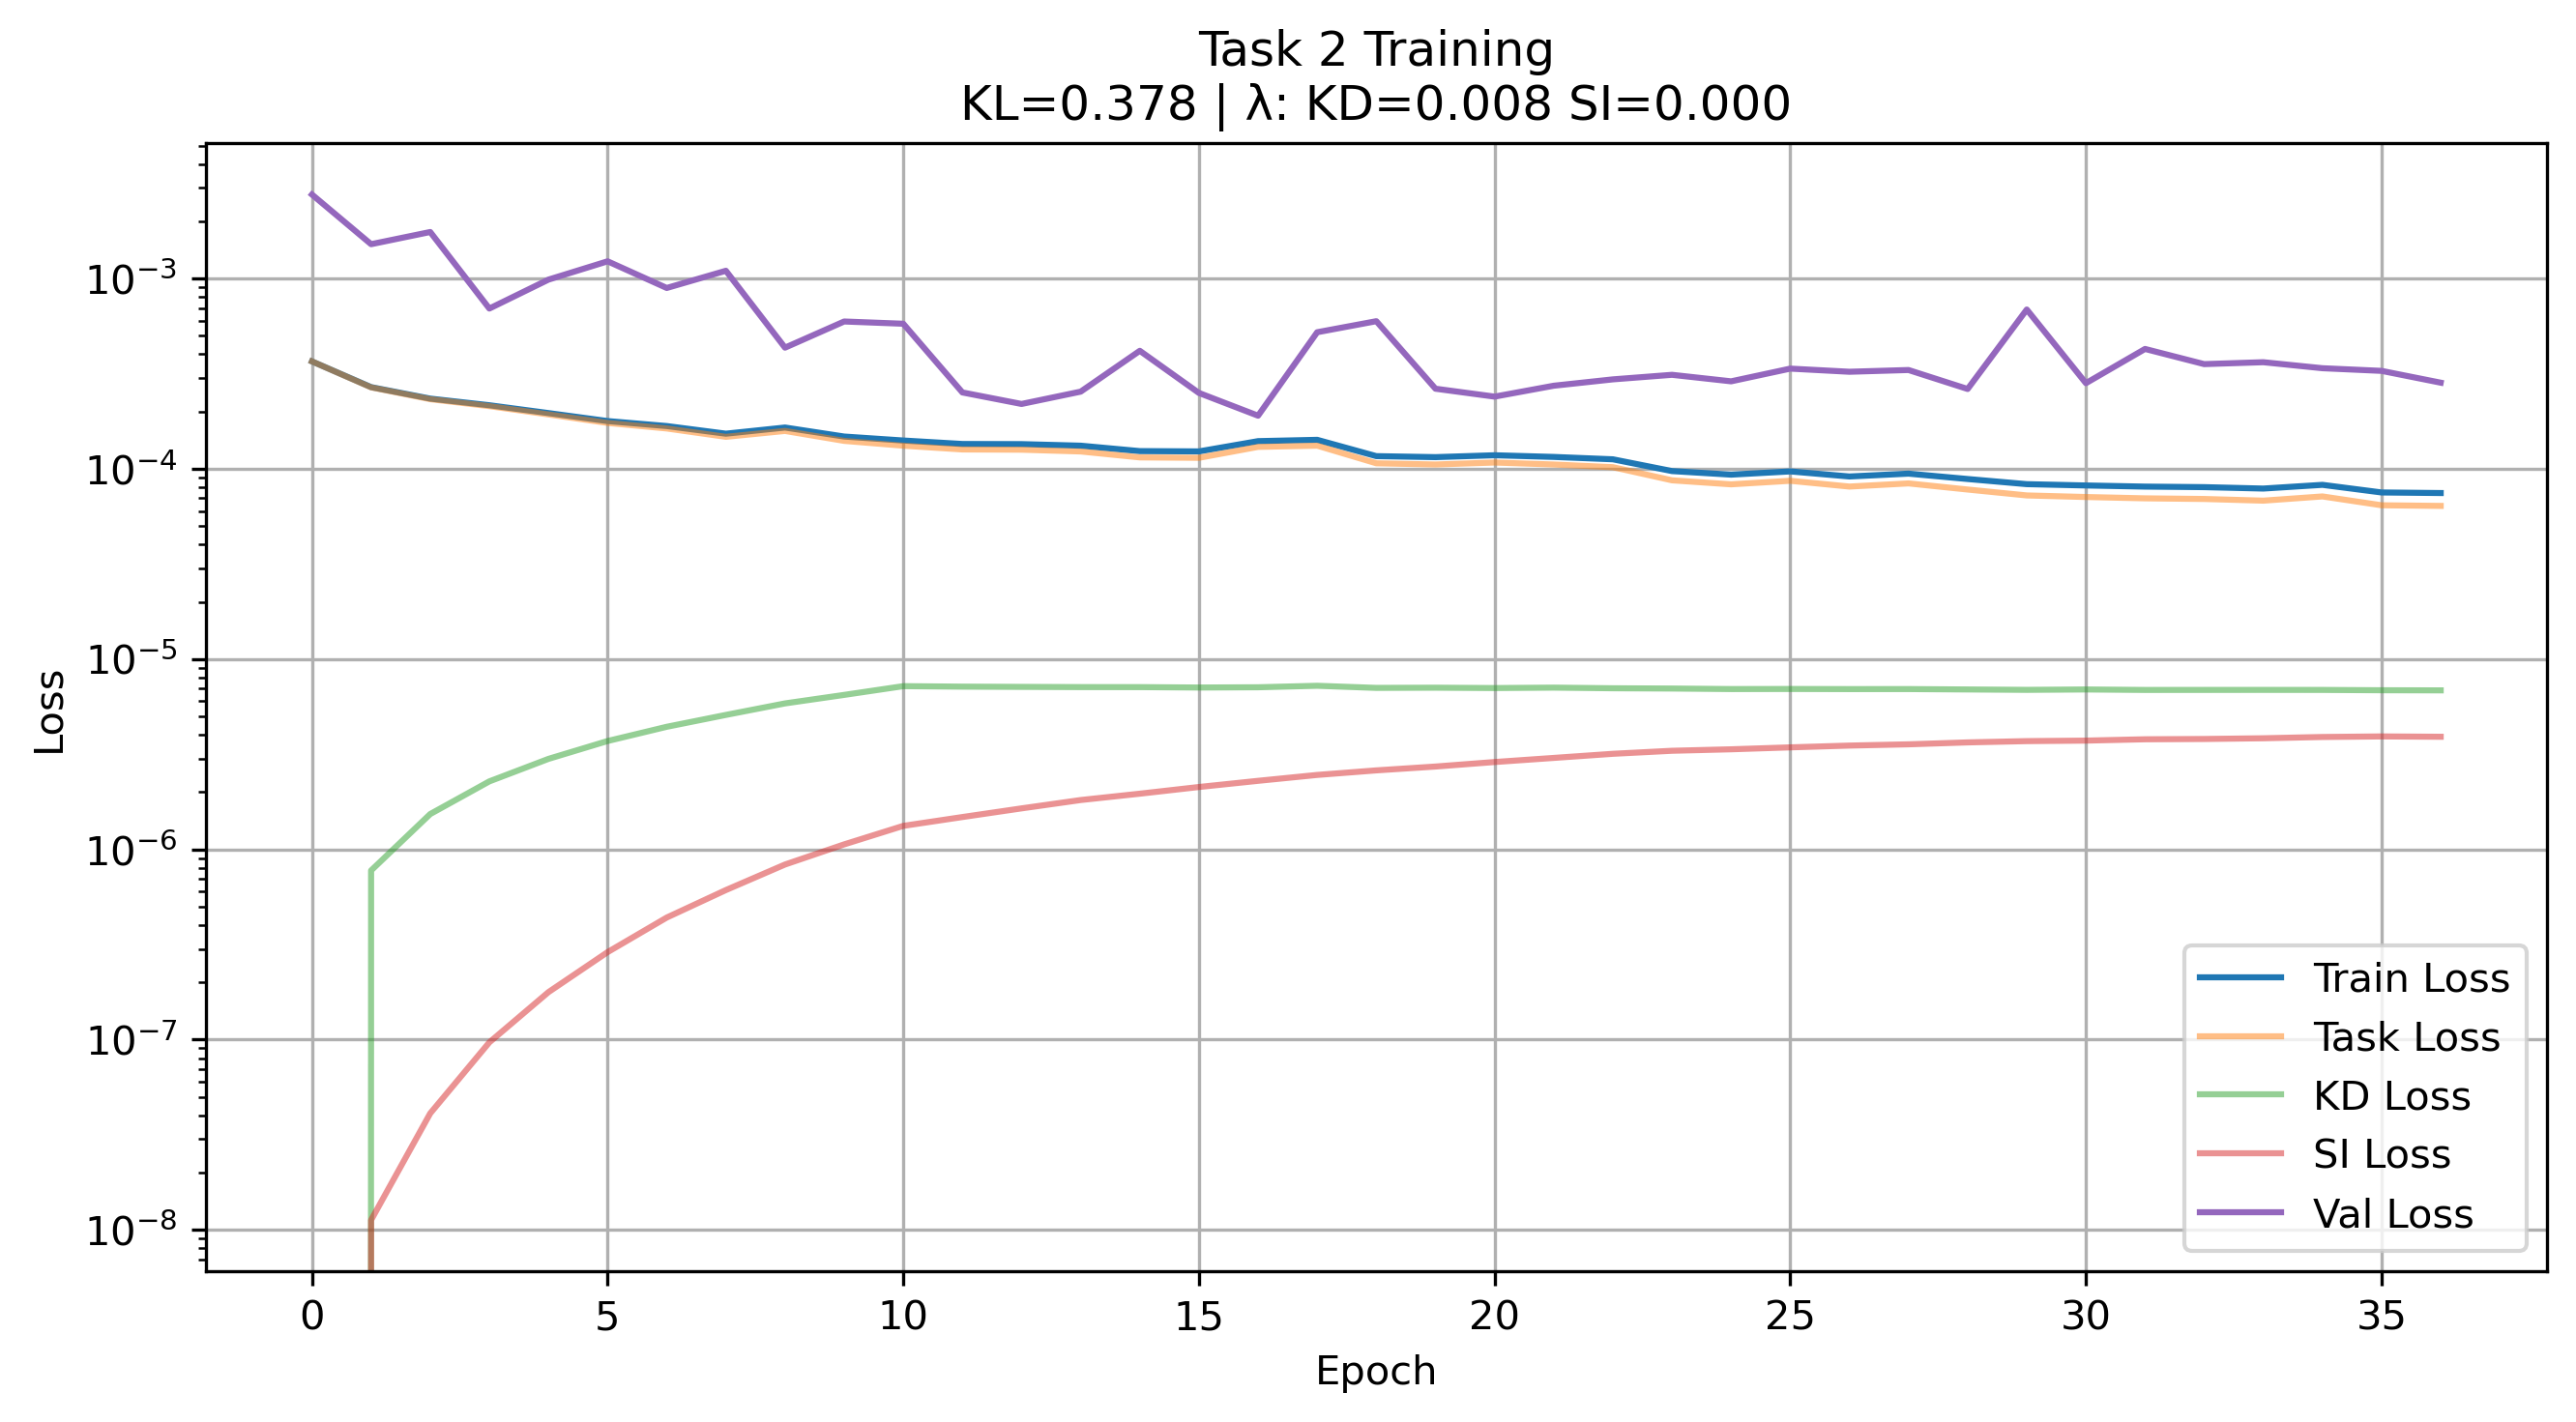 Task 2 Training
KL=0.378 | λ: KD=0.008 SI=0.000
Loss
10⁻³
10⁻⁴
10⁻⁵
10⁻⁶
10⁻⁷
10⁻⁸
Train Loss
Task Loss
KD Loss
SI Loss
Val Loss
0 5 10 15 20 25 30 35
Epoch